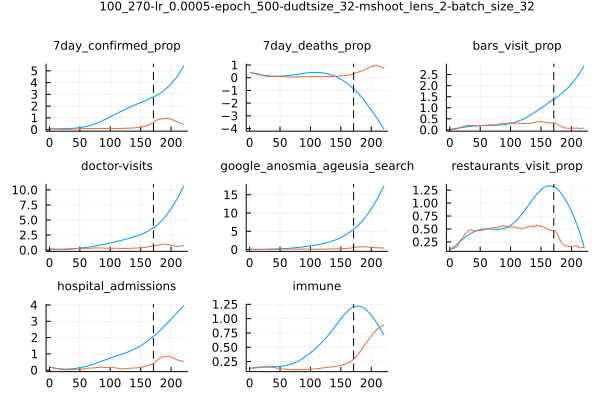 100_270-lr_0.0005-epoch_500-dudtsize_32-mshoot_lens_2-batch_size_32
7day_confirmed_prop 7day_deaths_prop bars_visit_prop
5 4 3 2 1 0
0 50 100 150 200
1 0 −1 −2 −3 −4
0 50 100 150 200
2.5 2.0 1.5 1.0 0.5 0.0
0 50 100 150 200
doctor-visits google_anosmia_ageusia_search restaurants_visit_prop
10.0 7.5 5.0 2.5 0.0
0 50 100 150 200
15 10 5 0
0 50 100 150 200
1.25 1.00 0.75 0.50 0.25
0 50 100 150 200
hospital_admissions immune
4 3 2 1 0
0 50 100 150 200
1.25 1.00 0.75 0.50 0.25
0 50 100 150 200